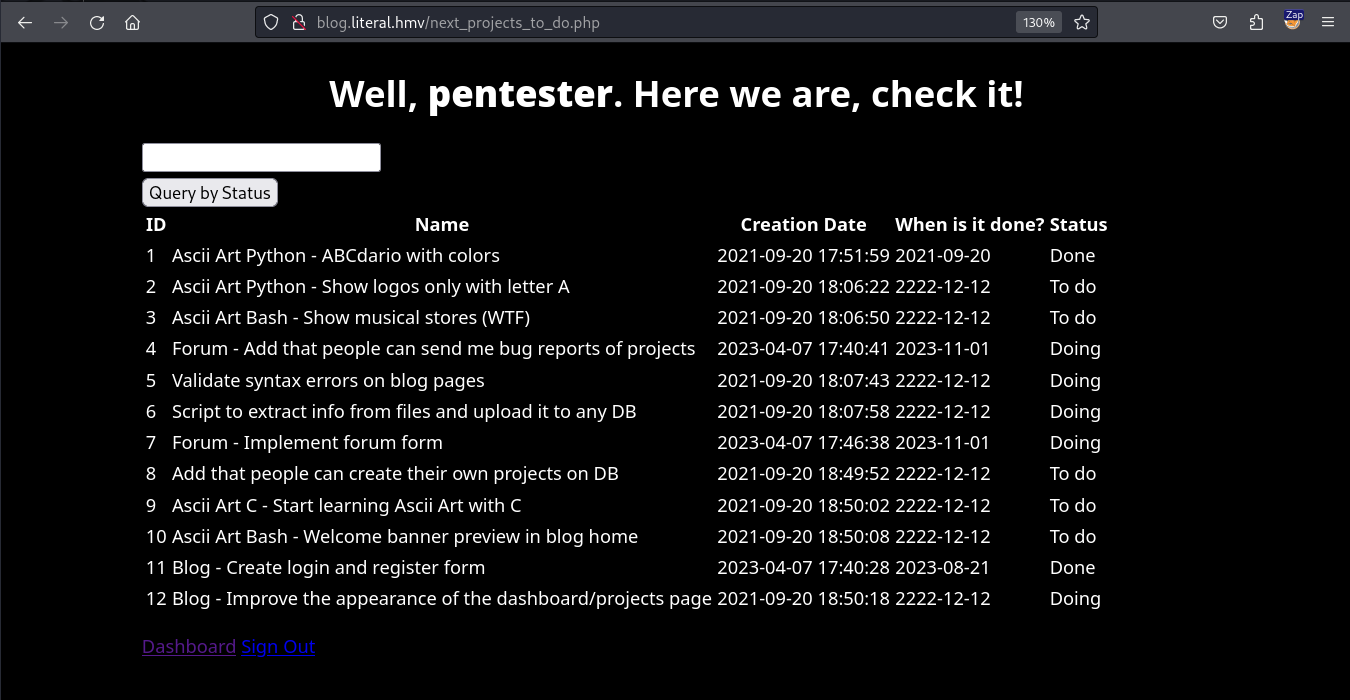 blog.literal.hmv/next_projects_to_do.php 130% Zap
Well, pentester. Here we are, check it!
Query by Status
ID Name Creation Date When is it done? Status
1 Ascii Art Python - ABCdario with colors 2021-09-20 17:51:59 2021-09-20 Done
2 Ascii Art Python - Show logos only with letter A 2021-09-20 18:06:22 2222-12-12 To do
3 Ascii Art Bash - Show musical stores (WTF) 2021-09-20 18:06:50 2222-12-12 To do
4 Forum - Add that people can send me bug reports of projects 2023-04-07 17:40:41 2023-11-01 Doing
5 Validate syntax errors on blog pages 2021-09-20 18:07:43 2222-12-12 Doing
6 Script to extract info from files and upload it to any DB 2021-09-20 18:07:58 2222-12-12 Doing
7 Forum - Implement forum form 2023-04-07 17:46:38 2023-11-01 Doing
8 Add that people can create their own projects on DB 2021-09-20 18:49:52 2222-12-12 To do
9 Ascii Art C - Start learning Ascii Art with C 2021-09-20 18:50:02 2222-12-12 To do
10 Ascii Art Bash - Welcome banner preview in blog home 2021-09-20 18:50:08 2222-12-12 To do
11 Blog - Create login and register form 2023-04-07 17:40:28 2023-08-21 Done
12 Blog - Improve the appearance of the dashboard/projects page 2021-09-20 18:50:18 2222-12-12 Doing
Dashboard Sign Out